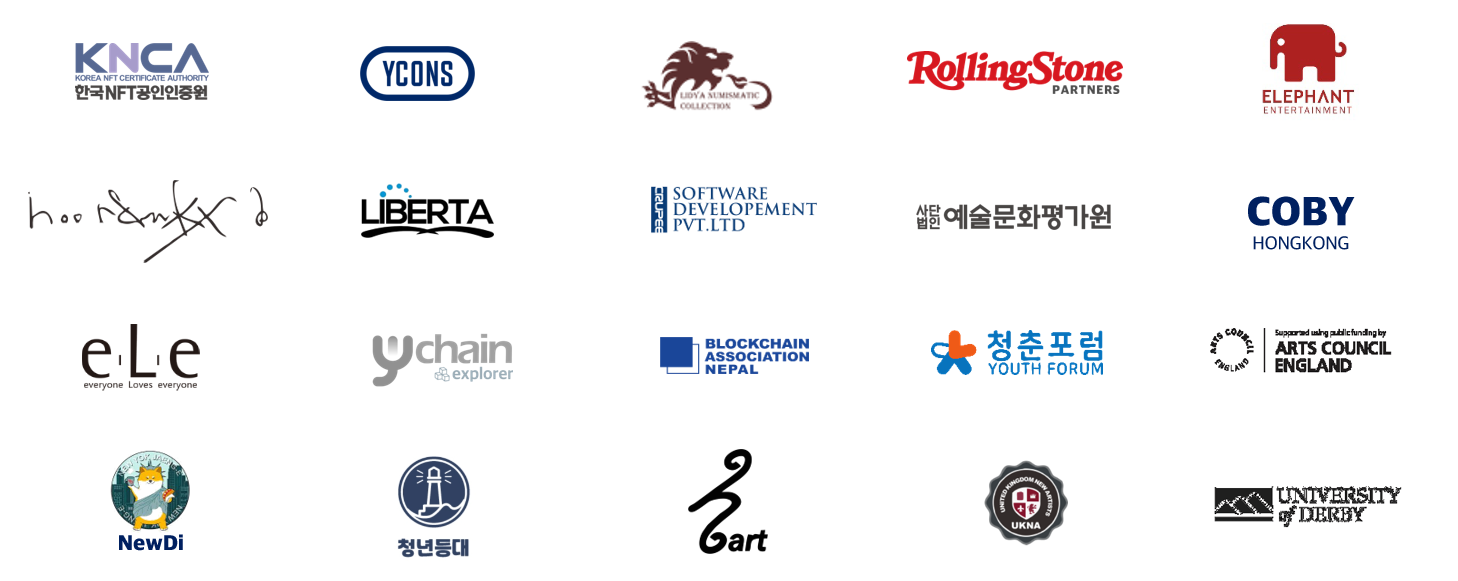 KNCA
KOREA NFT CERTIFICATE AUTHORITY
한국NFT공인인증원
YCONS
LIDYA NUMISMATIC
COLLECTION
RollingStone
PARTNERS
ELEPHANT
ENTERTAINMENT
LIBERTA
CRUPEE
SOFTWARE
DEVELOPEMENT
PVT.LTD
사단법인 예술문화평가원
COBY
HONGKONG
e·L·e
everyone Loves everyone
ychain
explorer
BLOCKCHAIN
ASSOCIATION
NEPAL
청춘포럼
YOUTH FORUM
ARTS COUNCIL ENGLAND
Supported using public funding by
ARTS COUNCIL
ENGLAND
NewDi
청년등대
art
UNITED KINGDOM NEW ARTISTS
UKNA
UNIVERSITY
of DERBY